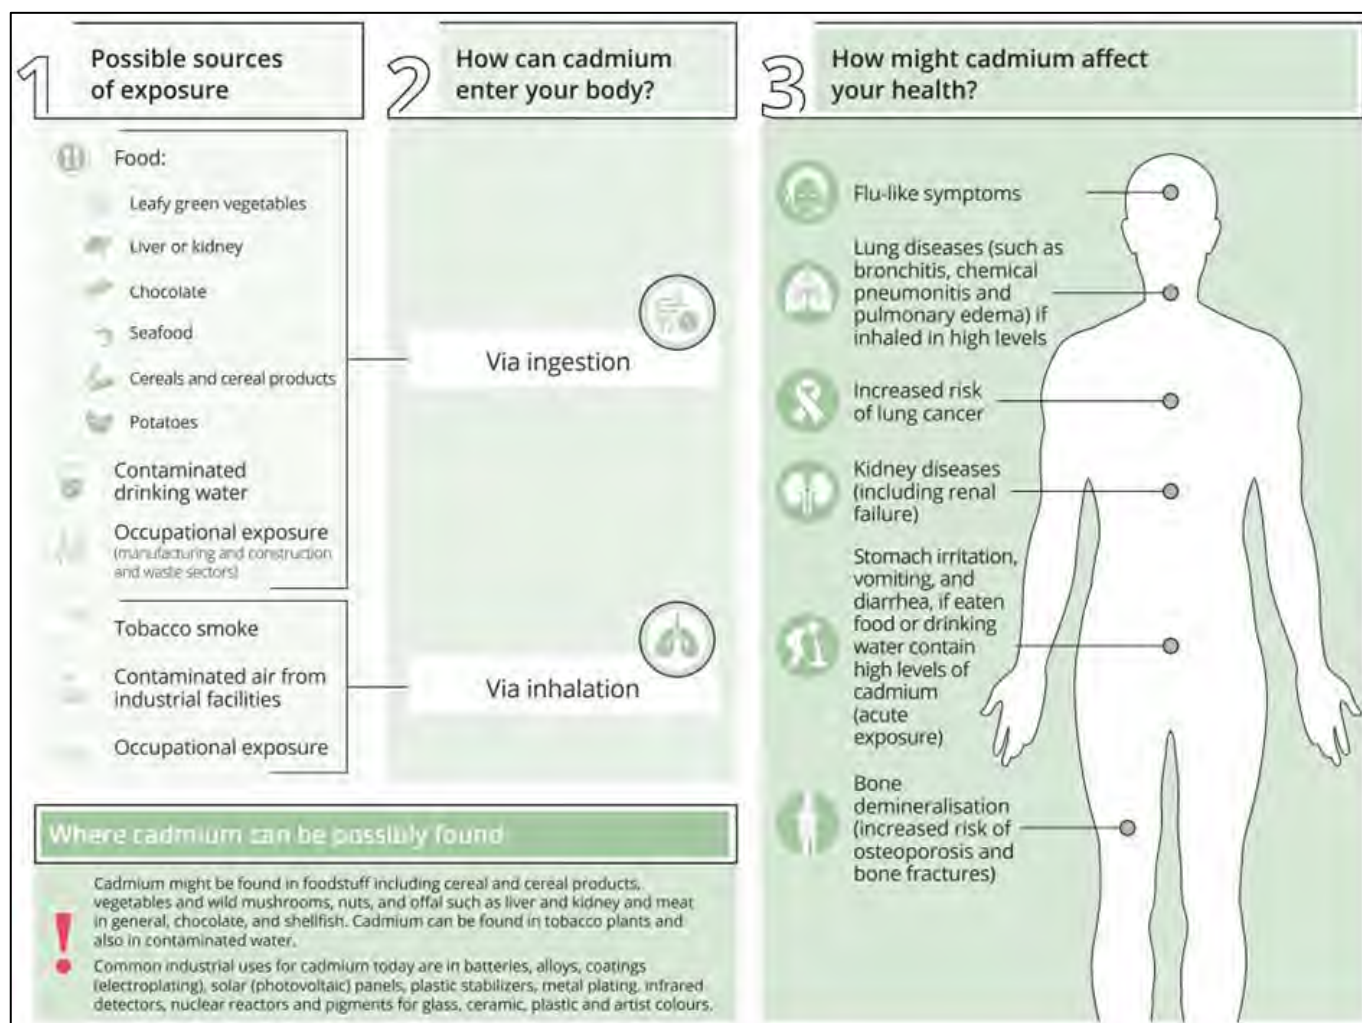 1
Possible sources
of exposure
Food:
Leafy green vegetables
Liver or kidney
Chocolate
Seafood
Cereals and cereal products
Potatoes
Contaminated
drinking water
Occupational exposure
(manufacturing and construction
and waste sectors)
Tobacco smoke
Contaminated air from
industrial facilities
Occupational exposure
2
How can cadmium
enter your body?
Via ingestion
Via inhalation
3
How might cadmium affect
your health?
Flu-like symptoms
Lung diseases (such as
bronchitis, chemical
pneumonitis and
pulmonary edema) if
inhaled in high levels
Increased risk
of lung cancer
Kidney diseases
(including renal
failure)
Stomach irritation,
vomiting, and
diarrhea, if eaten
food or drinking
water contain
high levels of
cadmium
(acute
exposure)
Bone
demineralisation
(increased risk of
osteoporosis and
bone fractures)
Where cadmium can be possibly found
!
Cadmium might be found in foodstuff including cereal and cereal products,
vegetables and wild mushrooms, nuts, and offal such as liver and kidney and meat
in general, chocolate, and shellfish. Cadmium can be found in tobacco plants and
also in contaminated water.
Common industrial uses for cadmium today are in batteries, alloys, coatings
(electroplating), solar (photovoltaic) panels, plastic stabilizers, metal plating, infrared
detectors, nuclear reactors and pigments for glass, ceramic, plastic and artist colours.